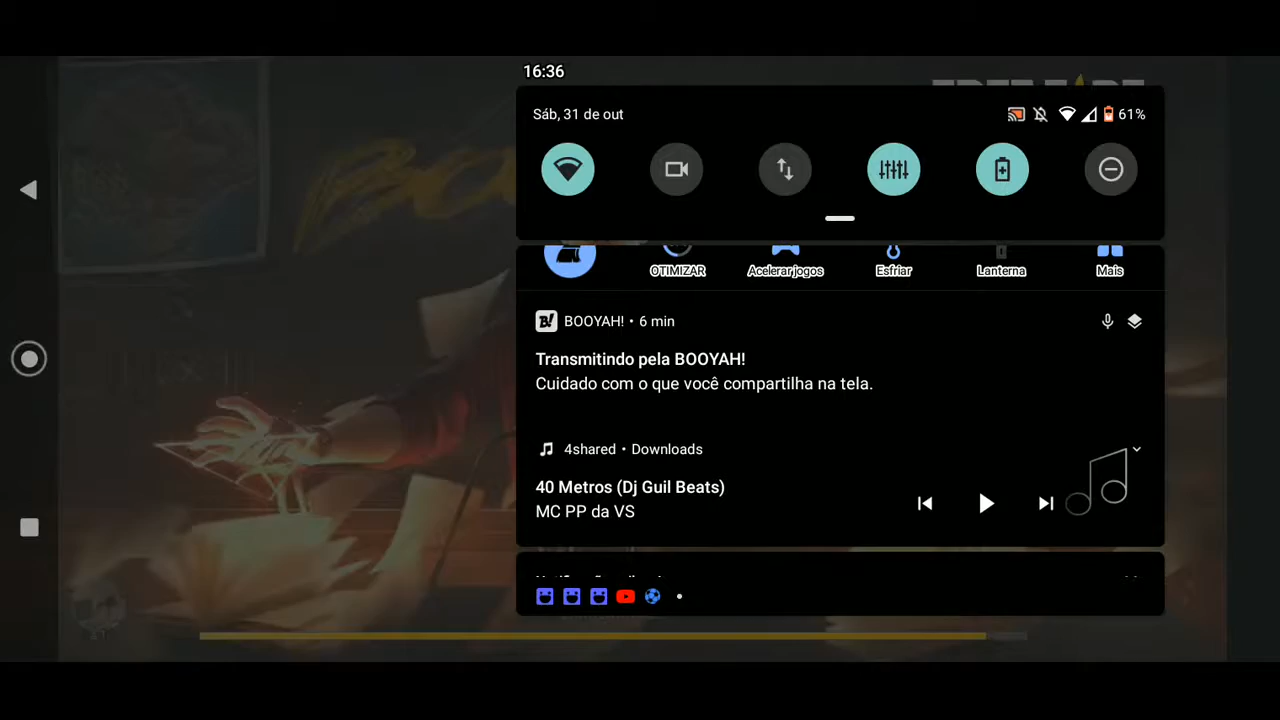 16:36
Sáb, 31 de out
61%
OTIMIZAR
Acelerar jogos
Esfriar
Lanterna
Mais
B!
BOOYAH! • 6 min
Transmitindo pela BOOYAH!
Cuidado com o que você compartilha na tela.
4shared • Downloads
40 Metros (Dj Guil Beats)
MC PP da VS